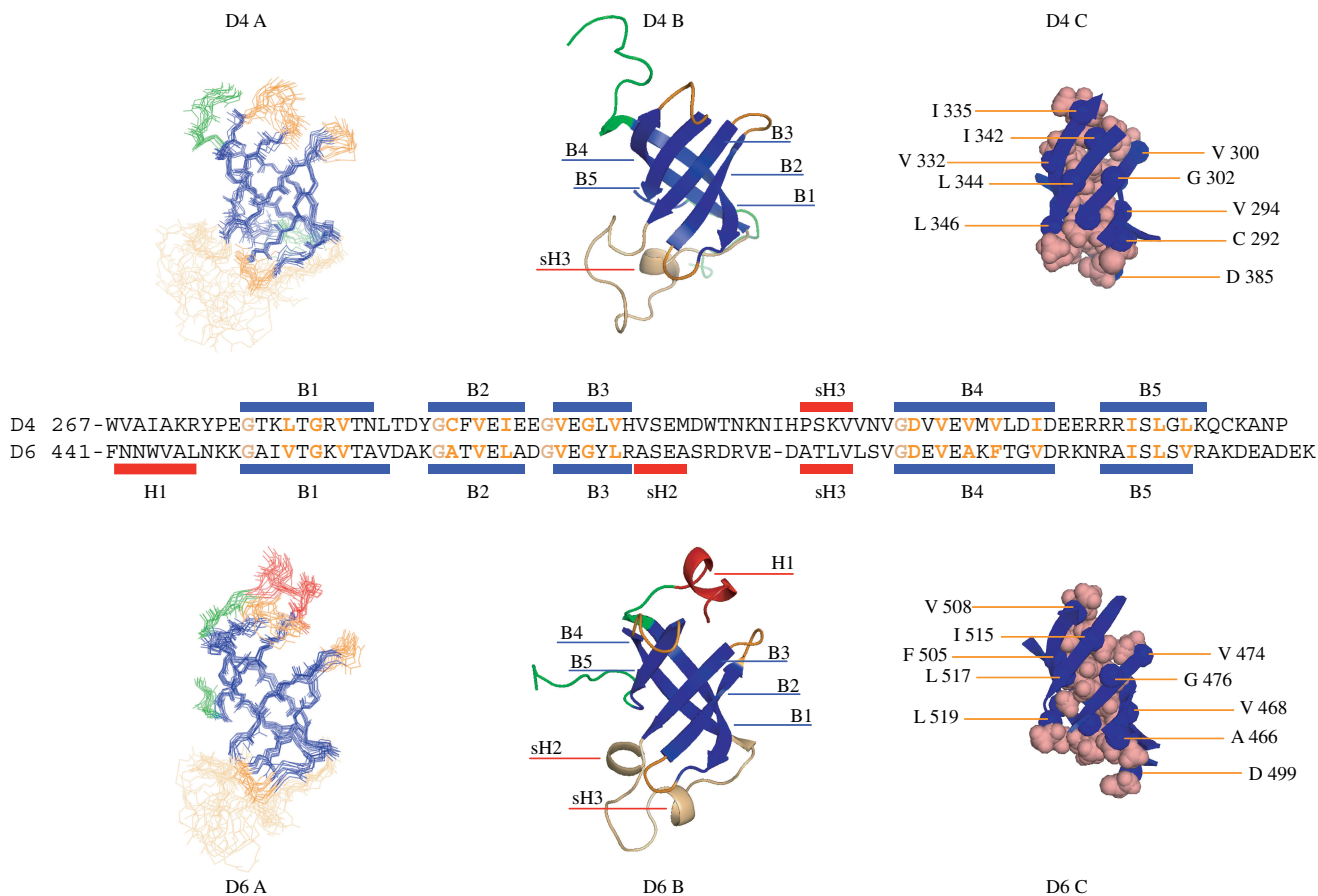 D4 A
D4 B
D4 C
B3
B4
B2
B5
B1
sH3
I 335
I 342
V 332
L 344
L 346
V 300
G 302
V 294
C 292
D 385
B1 B2 B3 sH3 B4 B5
D4 267-WVAIAKRYPEGTKLTGRVTNLTDYGCFVEIEEGVEGLVHVSEMDWTNKNIHPSKVVNVGDVVEVMVLDIDEERRRISLGLKQCKANP
D6 441-FNNWVALNKKGAIVTGKVTAVDAKGATVELADGVEGYLRASEASRDRVE-DATLVLSVGDEVEAKFTGVDRKNRAISLSVRAKDEADEK
H1 B1 B2 B3 sH2 sH3 B4 B5
H1
B4
B3
B5
B2
B1
sH2
sH3
V 508
I 515
F 505
L 517
L 519
V 474
G 476
V 468
A 466
D 499
D6 A
D6 B
D6 C